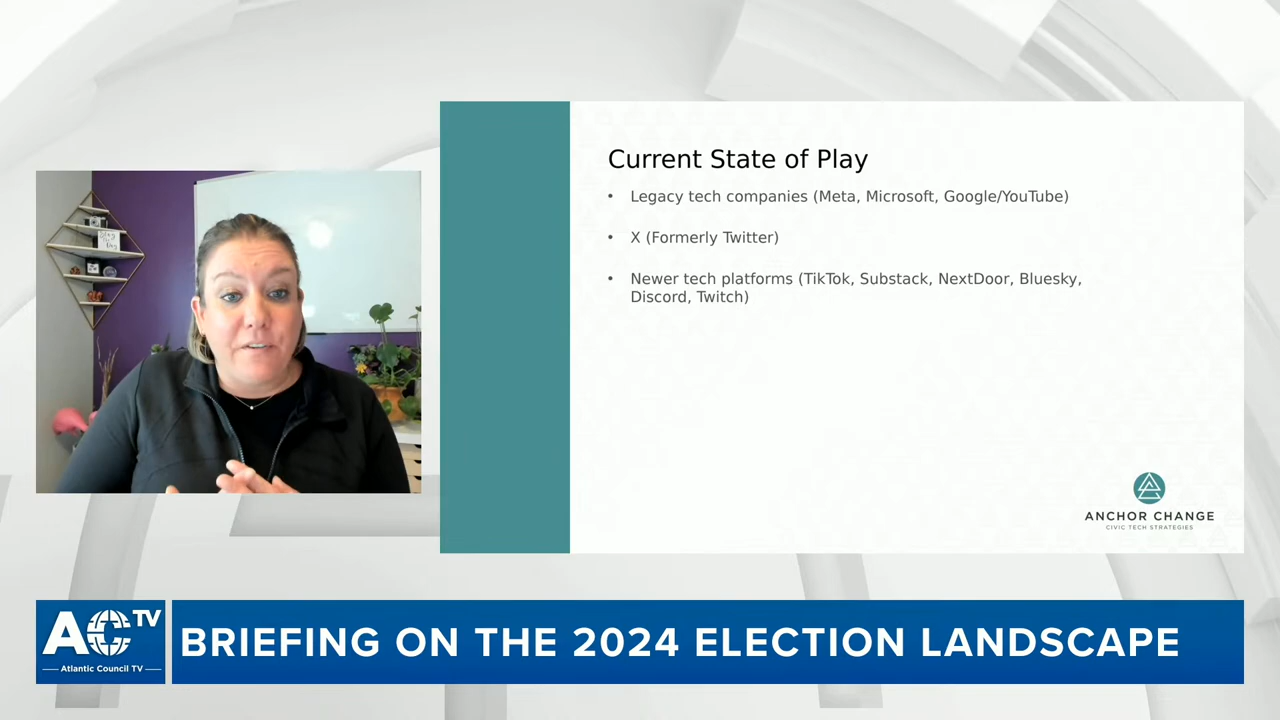 Current State of Play
• Legacy tech companies (Meta, Microsoft, Google/YouTube)
• X (Formerly Twitter)
• Newer tech platforms (TikTok, Substack, NextDoor, Bluesky,
Discord, Twitch)
ANCHOR CHANGE
CIVIC TECH STRATEGIES
AC TV
Atlantic Council TV
BRIEFING ON THE 2024 ELECTION LANDSCAPE